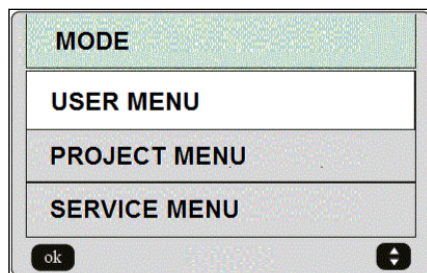 MODE
USER MENU
PROJECT MENU
SERVICE MENU
ok